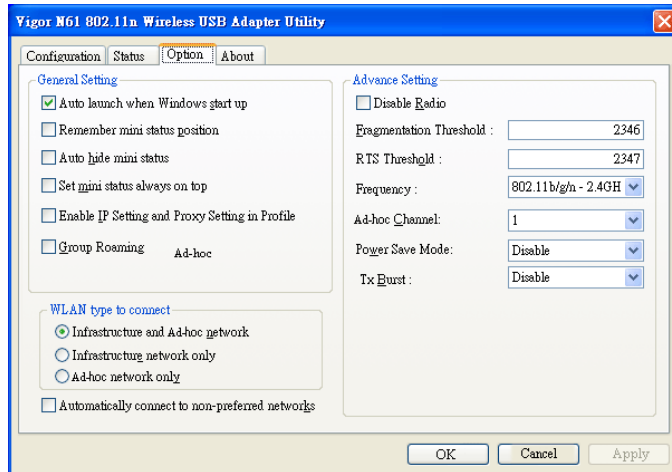 Vigor N61 802.11n Wireless USB Adapter Utility
Configuration Status Option About
General Setting
Auto launch when Windows start up
Remember mini status position
Auto hide mini status
Set mini status always on top
Enable IP Setting and Proxy Setting in Profile
Group Roaming Ad-hoc
WLAN type to connect
Infrastructure and Ad-hoc network
Infrastructure network only
Ad-hoc network only
Automatically connect to non-preferred networks
Advance Setting
Disable Radio
Fragmentation Threshold : 2346
RTS Threshold : 2347
Frequency : 802.11b/g/n - 2.4GH
Ad-hoc Channel: 1
Power Save Mode: Disable
Tx Burst : Disable
OK Cancel Apply